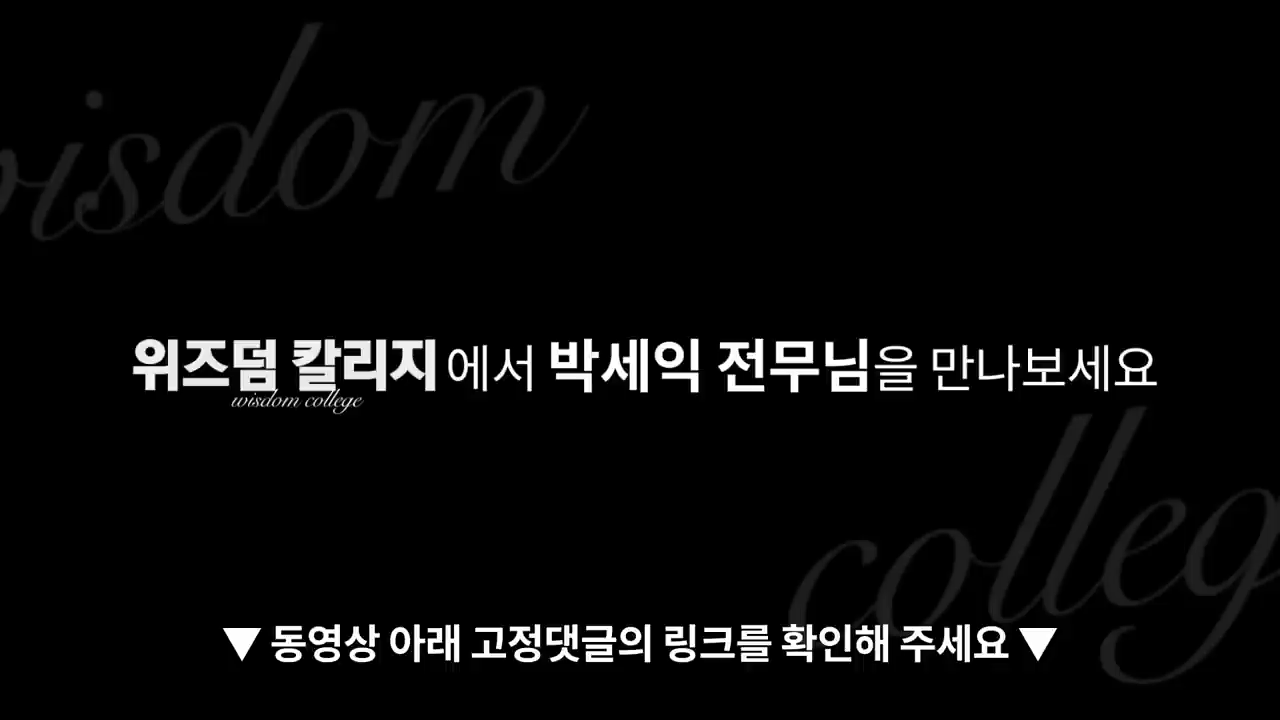 wisdom
위즈덤 칼리지에서 박세익 전무님을 만나보세요
wisdom college
colleg
▼ 동영상 아래 고정댓글의 링크를 확인해 주세요 ▼